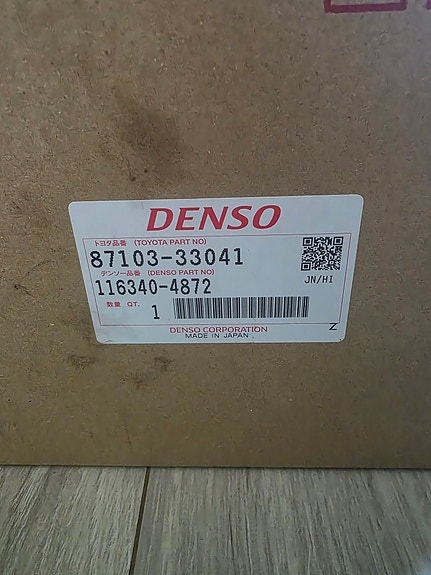 DENSO
トヨタ品番 (TOYOTA PART NO)
87103-33041
デンソー品番 (DENSO PART NO)
116340-4872
JN/HI
数量 QT. 1
DENSO CORPORATION
MADE IN JAPAN
Z